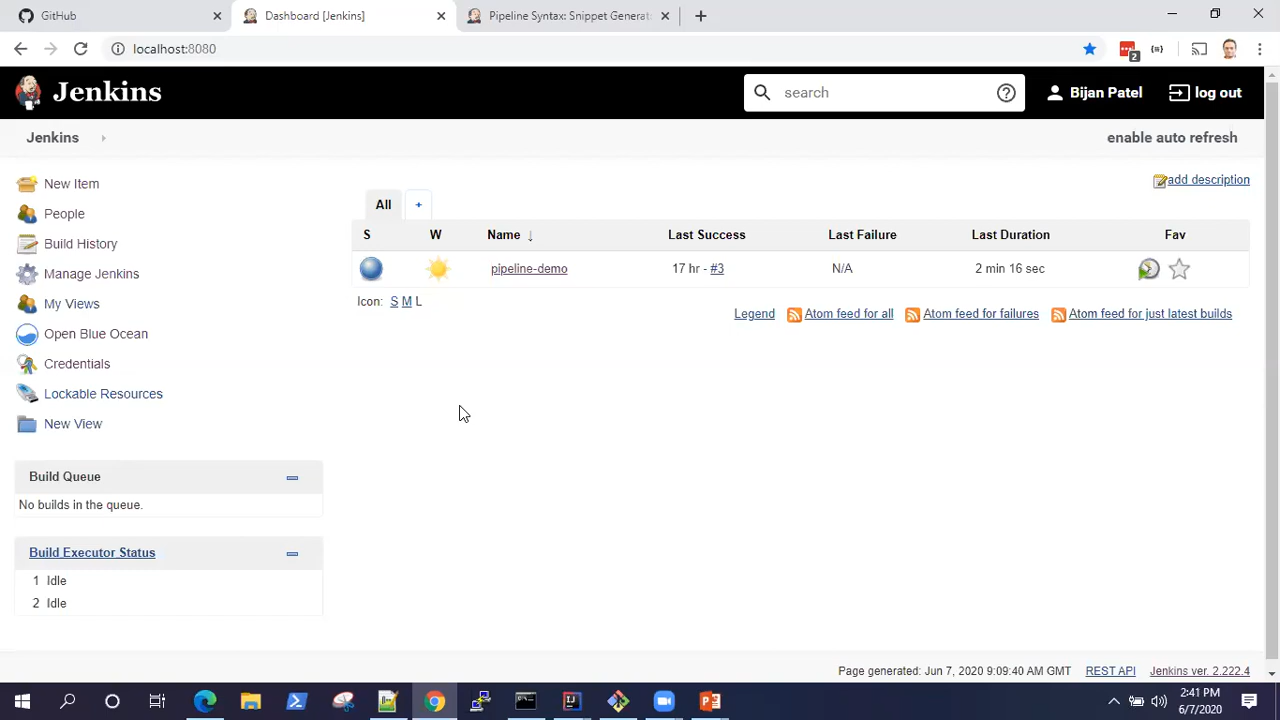 GitHub
Dashboard [Jenkins]
Pipeline Syntax: Snippet Generat
localhost:8080
2
Jenkins
search
Bijan Patel
log out
Jenkins
enable auto refresh
New Item
People
Build History
Manage Jenkins
My Views
Open Blue Ocean
Credentials
Lockable Resources
New View
add description
All +
S W Name ↓ Last Success Last Failure Last Duration Fav
pipeline-demo 17 hr - #3 N/A 2 min 16 sec
Icon: S M L
Legend Atom feed for all Atom feed for failures Atom feed for just latest builds
Build Queue
No builds in the queue.
Build Executor Status
1 Idle
2 Idle
Page generated: Jun 7, 2020 9:09:40 AM GMT REST API Jenkins ver. 2.222.4
2:41 PM
6/7/2020